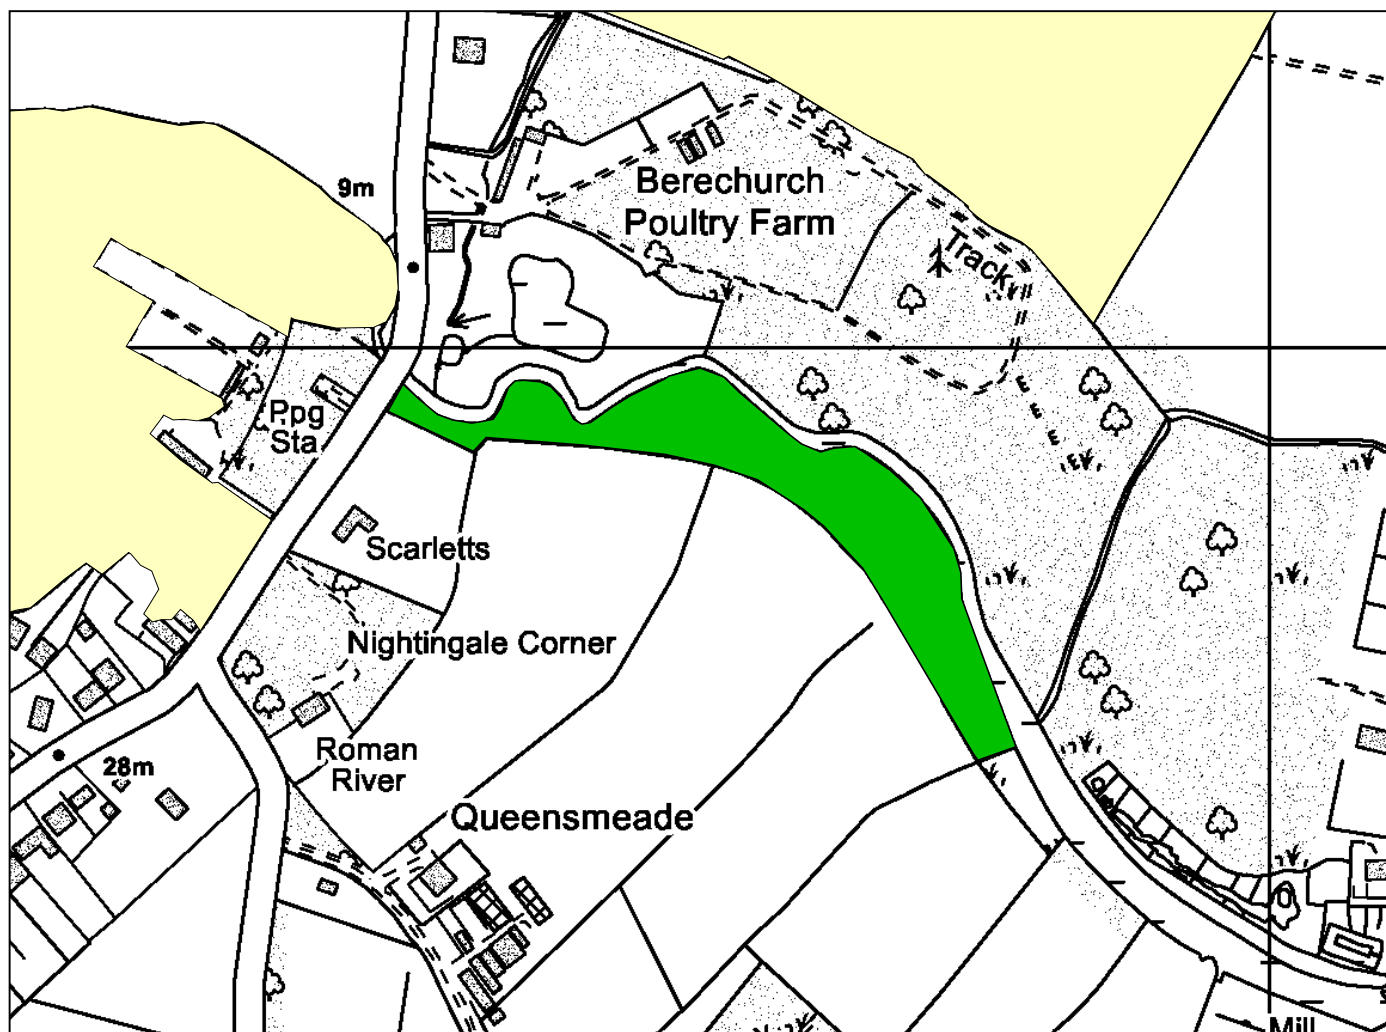 9m
Berechurch
Poultry Farm
Track
Ppg
Sta
Scarletts
Nightingale Corner
Roman
River
28m
Queensmeade
Mill